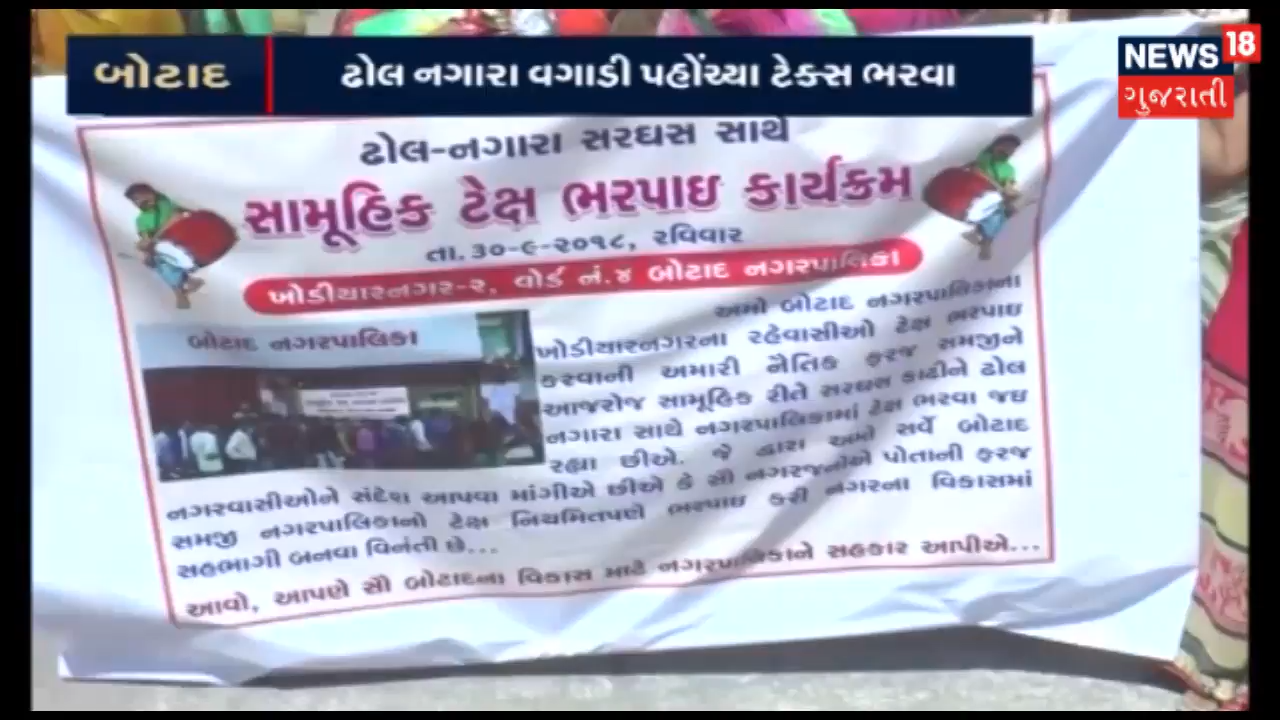 બોટાદ
ઢોલ નગારા વગાડી પહોંચ્યા ટેક્સ ભરવા
NEWS 18
ગુજરાતી
ઢોલ-નગારા સરઘસ સાથે
સામૂહિક ટેક્ષ ભરપાઇ કાર્યક્રમ
તા. ૩૦-૯-૨૦૧૮, રવિવાર
ખોડીયારનગર-૨, વોર્ડ નં.૪ બોટાદ નગરપાલિકા
બોટાદ નગરપાલિકા
અમો બોટાદ નગરપાલિકાના
ખોડીયારનગરના રહેવાસીઓ ટેક્ષ ભરપાઇ
કરવાની અમારી નૈતિક ફરજ સમજીને
આજરોજ સામૂહિક રીતે સરઘસ કાઢીને ઢોલ
નગારા સાથે નગરપાલિકામાં ટેક્ષ ભરવા જઇ
રહ્યા છીએ. જે દ્વારા અમો સર્વે બોટાદ
નગરવાસીઓને સંદેશ આપવા માંગીએ છીએ કે સૌ નગરજનોએ પોતાની ફરજ
સમજી નગરપાલિકાનો ટેક્ષ નિયમિતપણે ભરપાઇ કરી નગરના વિકાસમાં
સહભાગી બનવા વિનંતી છે...
આવો, આપણે સૌ બોટાદના વિકાસ માટે નગરપાલિકાને સહકાર આપીએ...